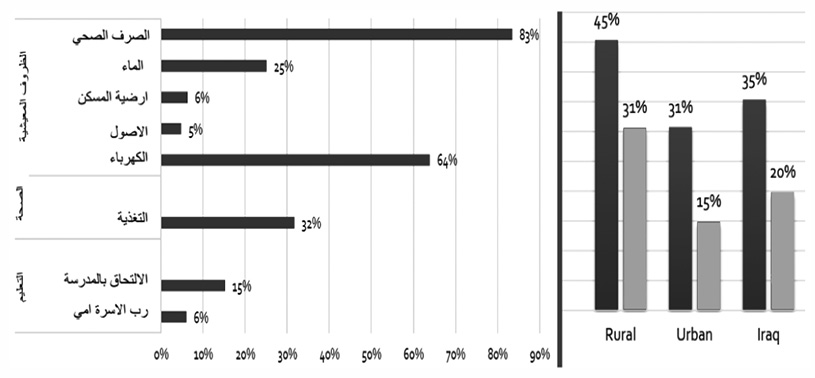 الظروف المعيشية
الصرف الصحي 83%
الماء 25%
ارضية المسكن 6%
الاصول 5%
الكهرباء 64%
الصحة
التغذية 32%
التعليم
الالتحاق بالمدرسة 15%
رب الاسرة امي 6%
0% 10% 20% 30% 40% 50% 60% 70% 80% 90%
45% 31% 31% 15% 35% 20%
Rural Urban Iraq